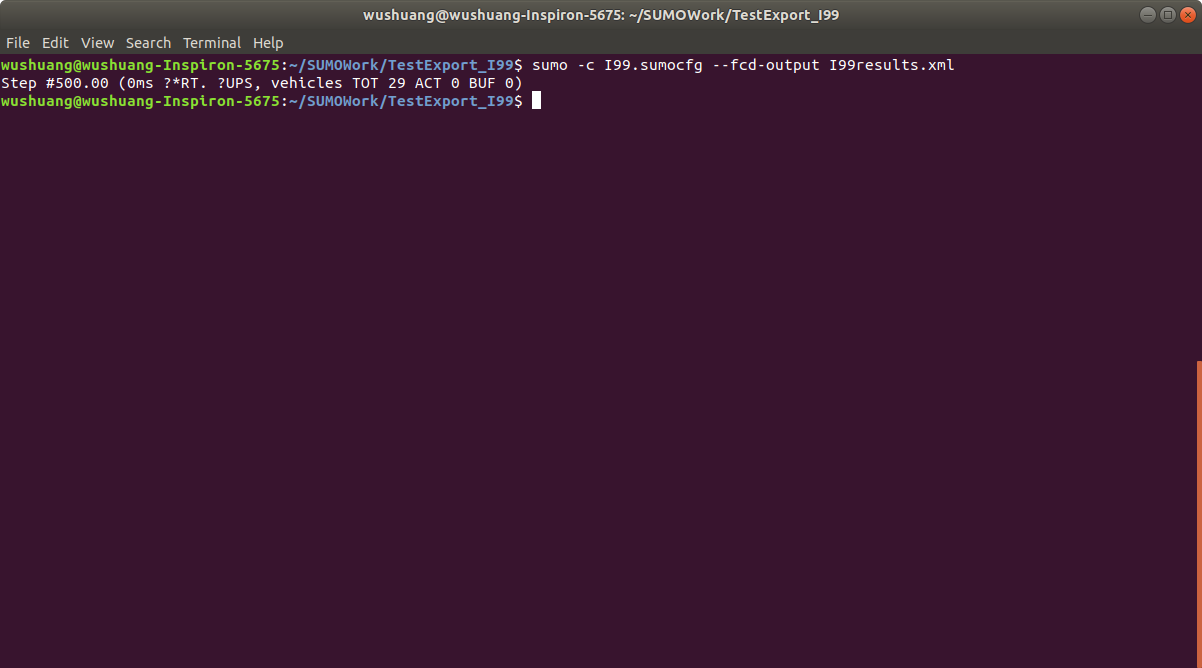 wushuang@wushuang-Inspiron-5675: ~/SUMOWork/TestExport_I99
File Edit View Search Terminal Help
wushuang@wushuang-Inspiron-5675:~/SUMOWork/TestExport_I99$ sumo -c I99.sumocfg --fcd-output I99results.xml
Step #500.00 (0ms ?*RT. ?UPS, vehicles TOT 29 ACT 0 BUF 0)
wushuang@wushuang-Inspiron-5675:~/SUMOWork/TestExport_I99$